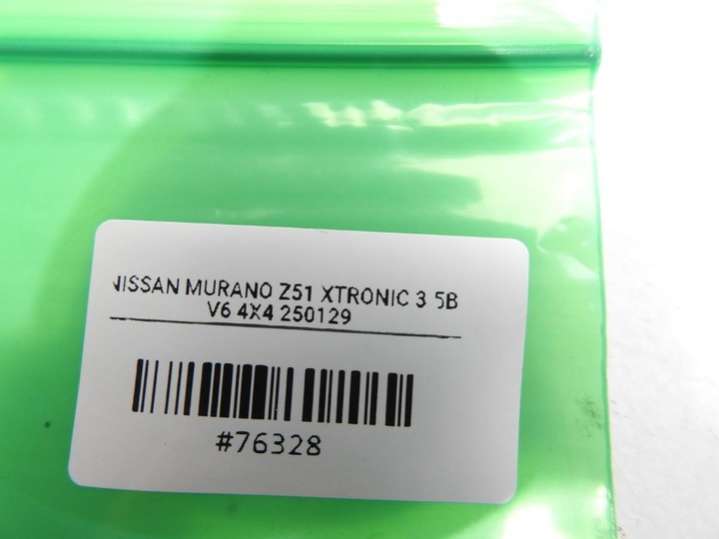 NISSAN MURANO Z51 XTRONIC 3 5B
V6 4X4 250129
#76328